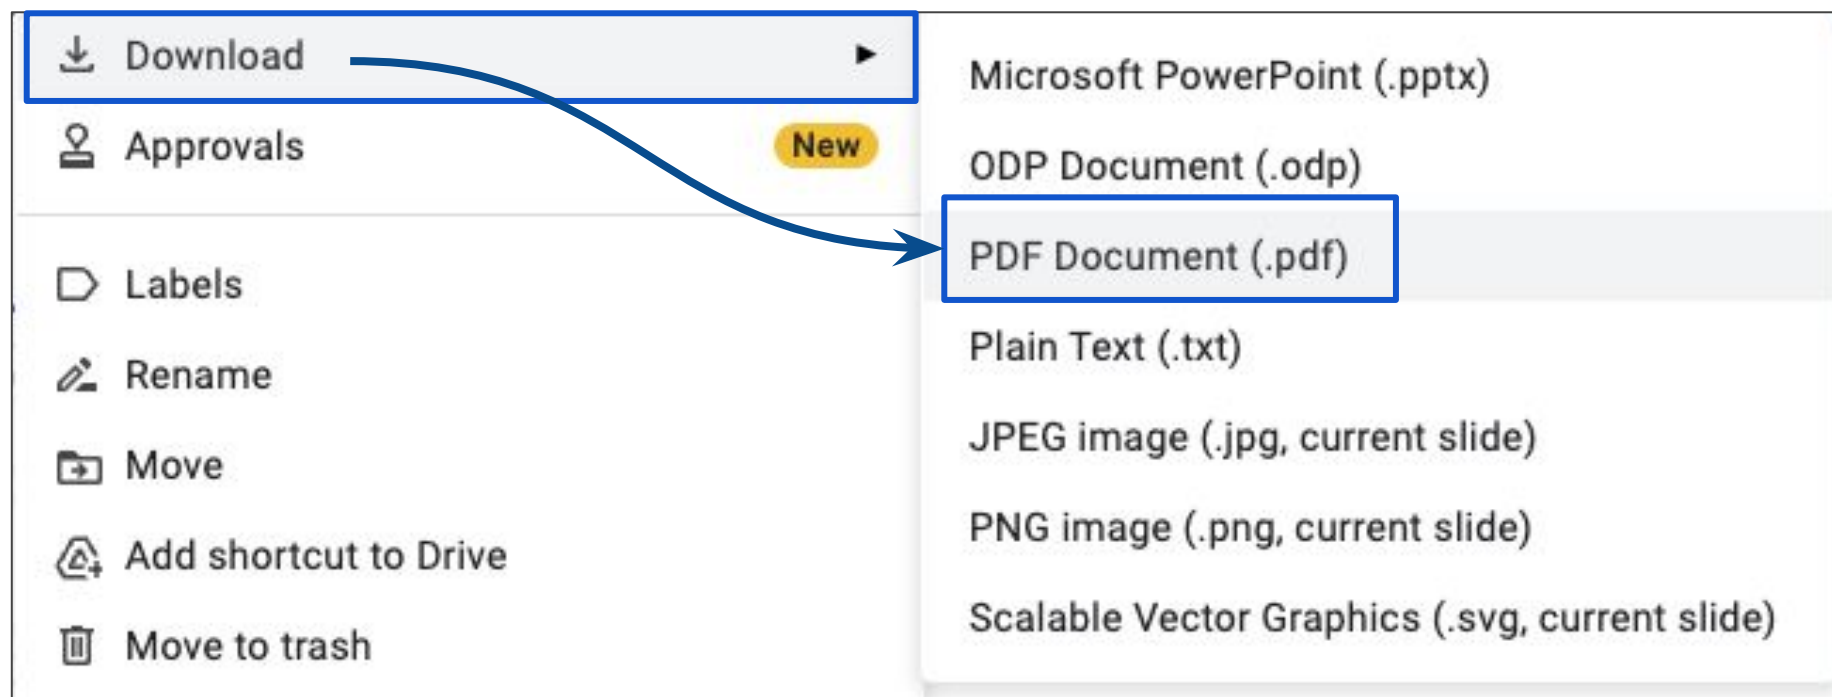 Download
Approvals
New
Labels
Rename
Move
Add shortcut to Drive
Move to trash
Microsoft PowerPoint (.pptx)
ODP Document (.odp)
PDF Document (.pdf)
Plain Text (.txt)
JPEG image (.jpg, current slide)
PNG image (.png, current slide)
Scalable Vector Graphics (.svg, current slide)